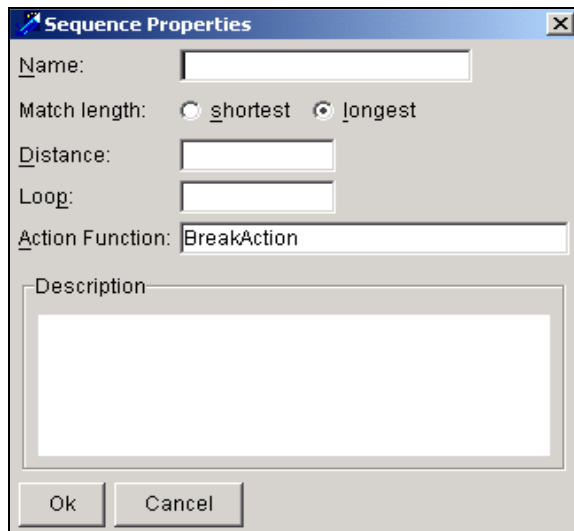 Sequence Properties
Name:
Match length: shortest longest
Distance:
Loop:
Action Function: BreakAction
Description
Ok Cancel